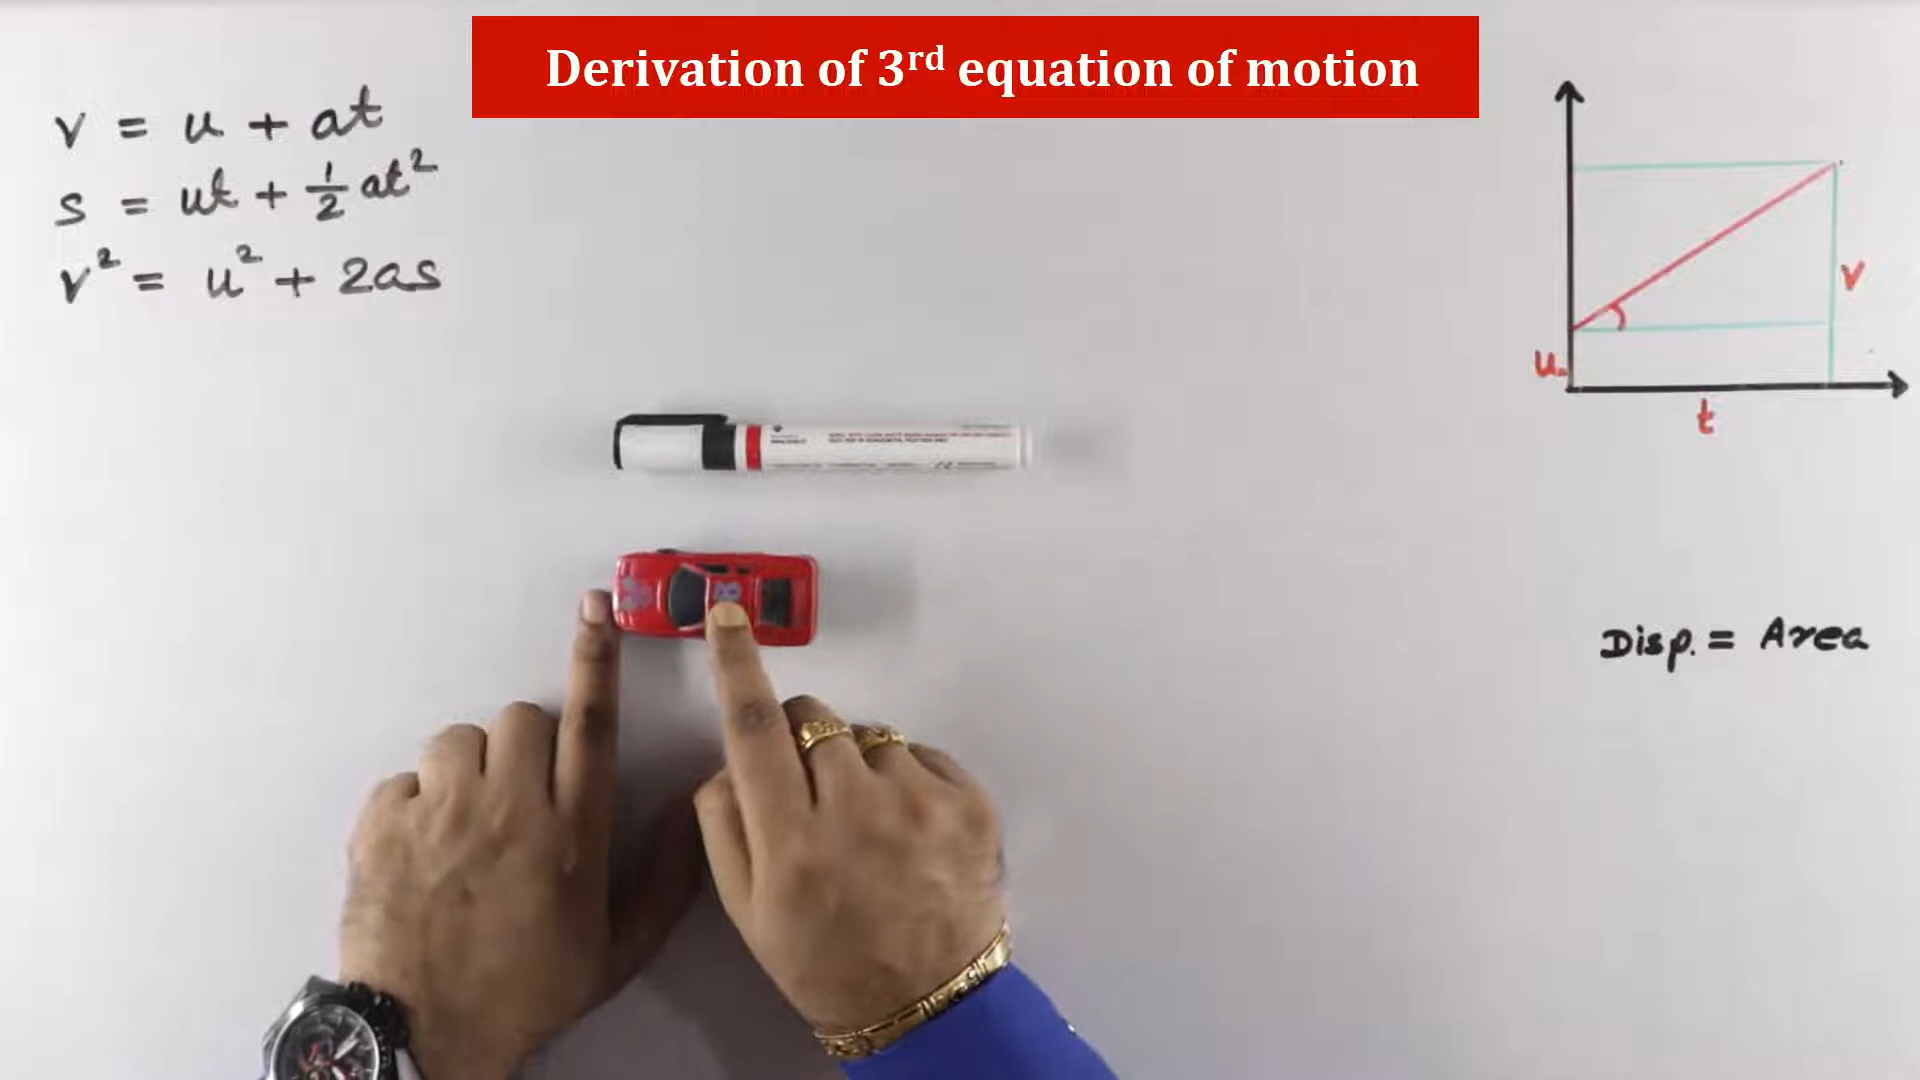 Derivation of 3rd equation of motion
v = u + at
s = ut + 1/2 at²
v² = u² + 2as
v
u
t
Disp. = Area